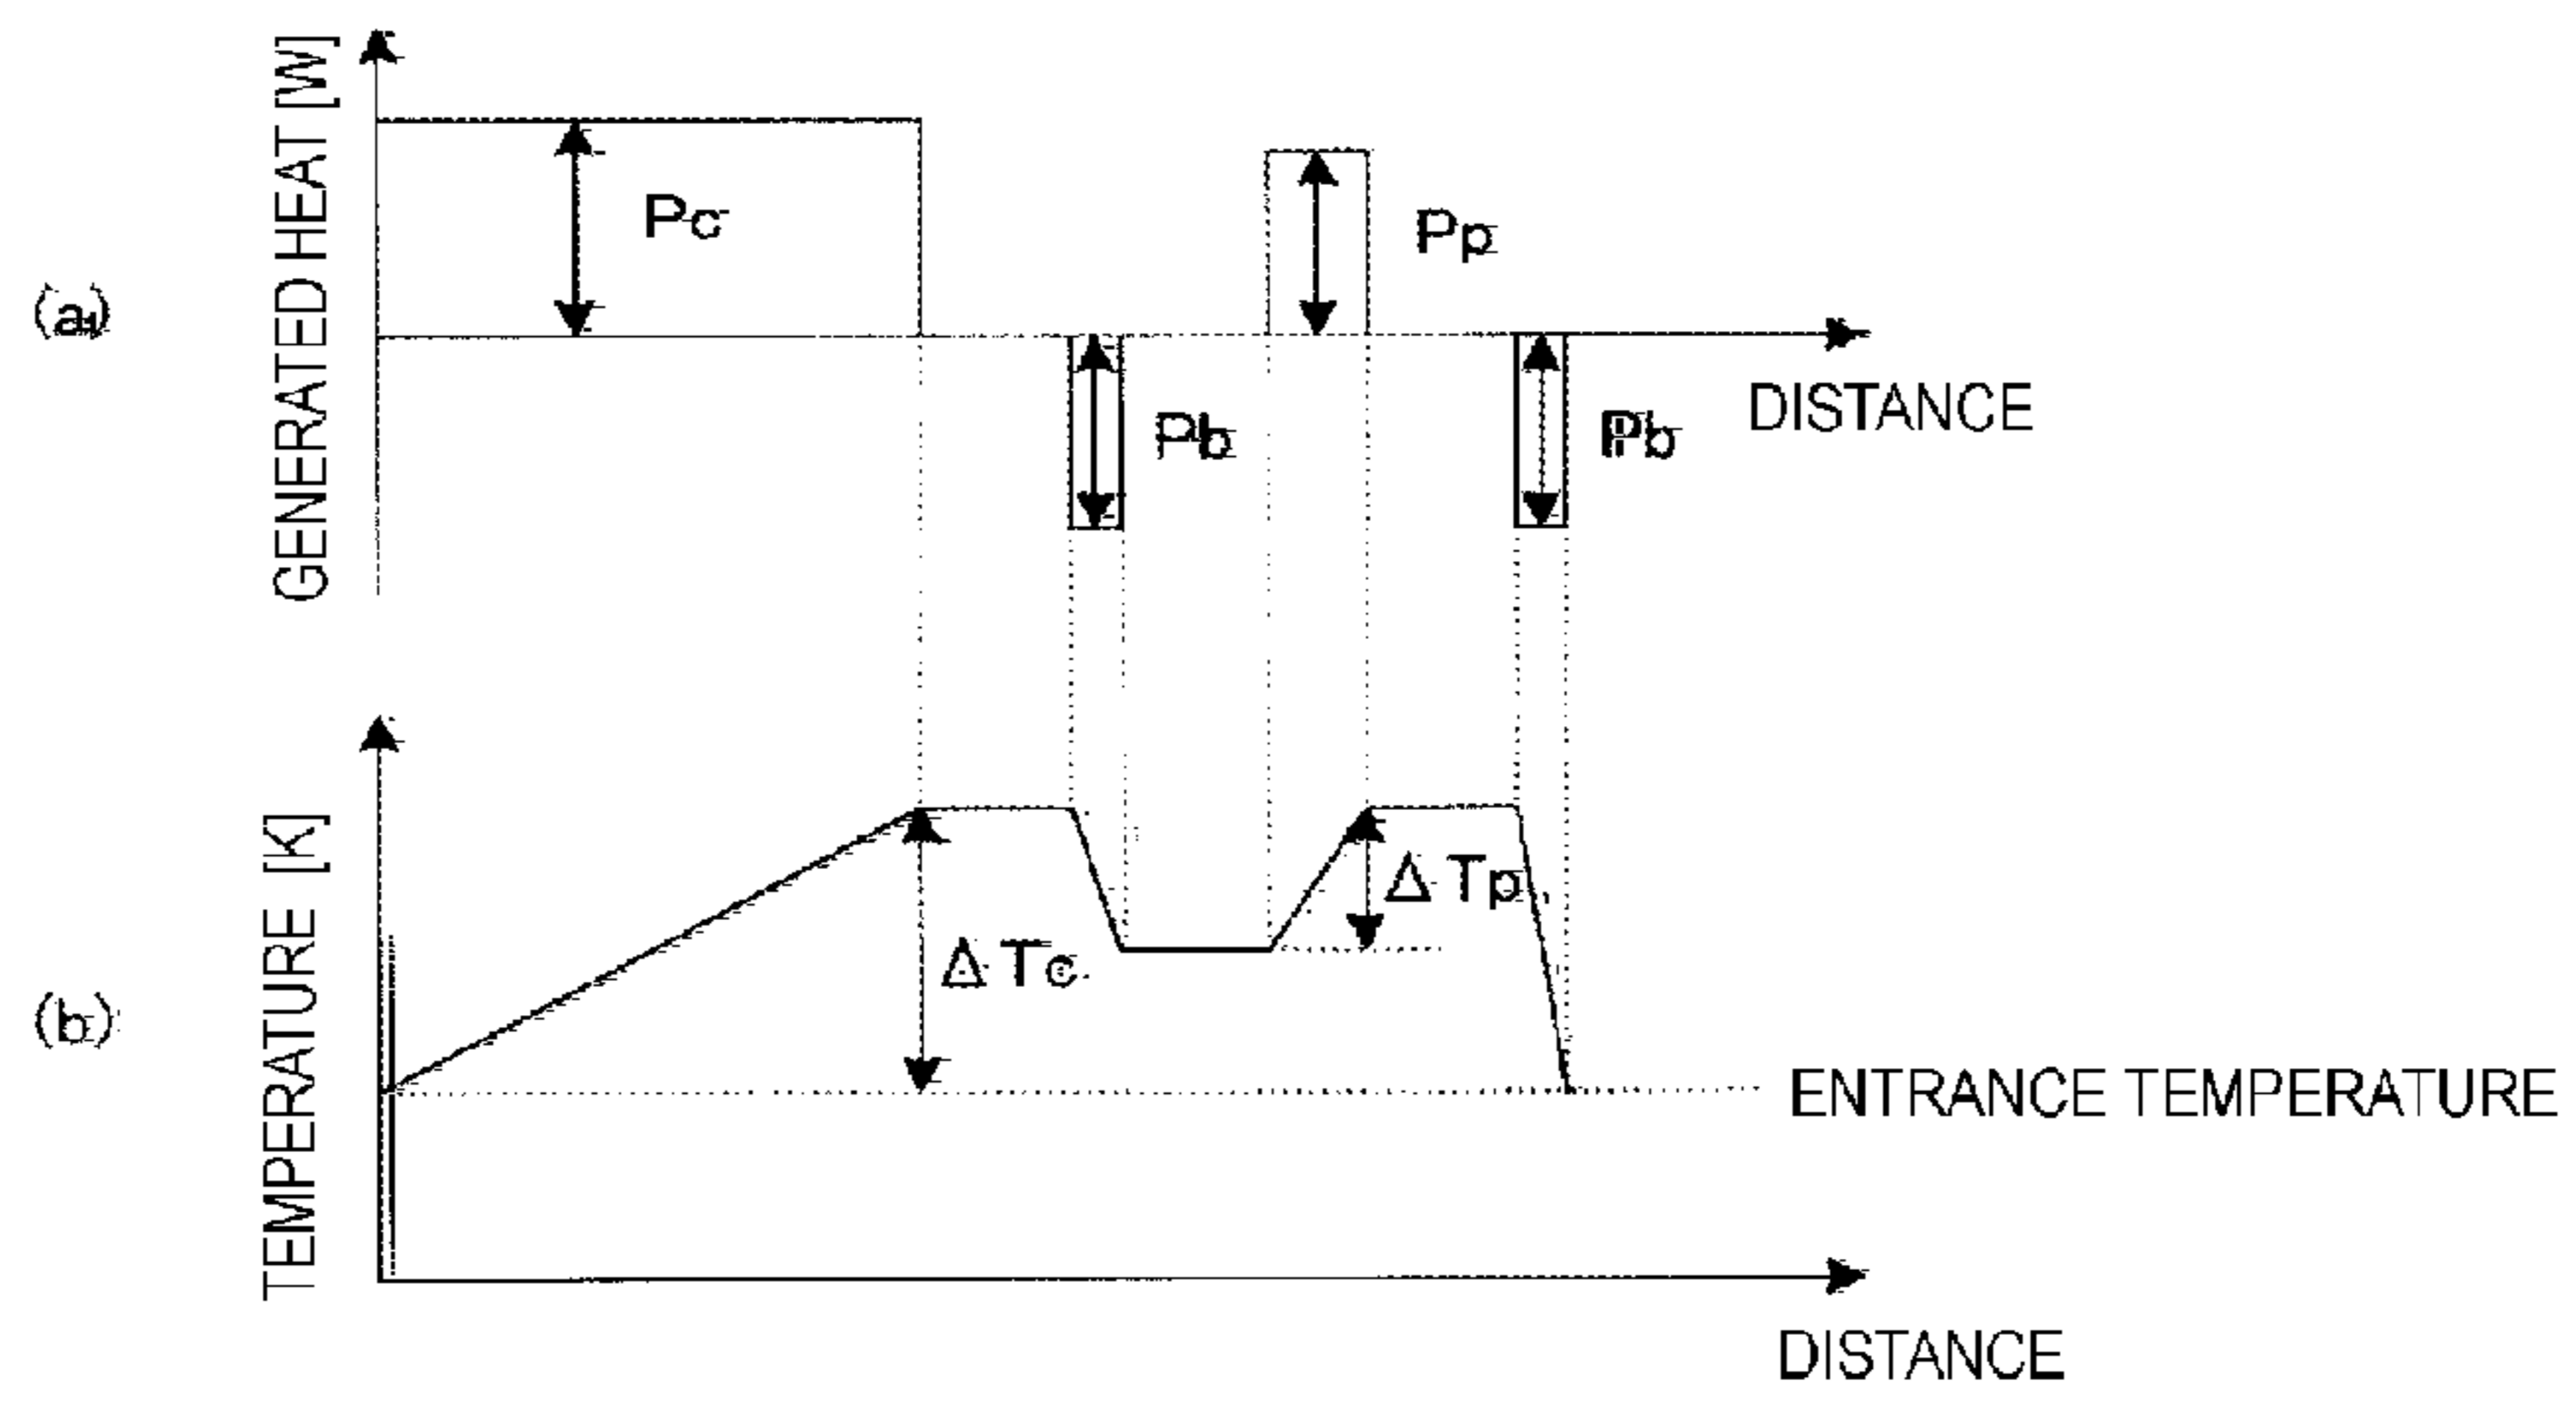 (a)
GENERATED HEAT [W]
Pc
Pp
Pb
Pb
DISTANCE
(b)
TEMPERATURE [K]
ΔTc
ΔTp
ENTRANCE TEMPERATURE
DISTANCE